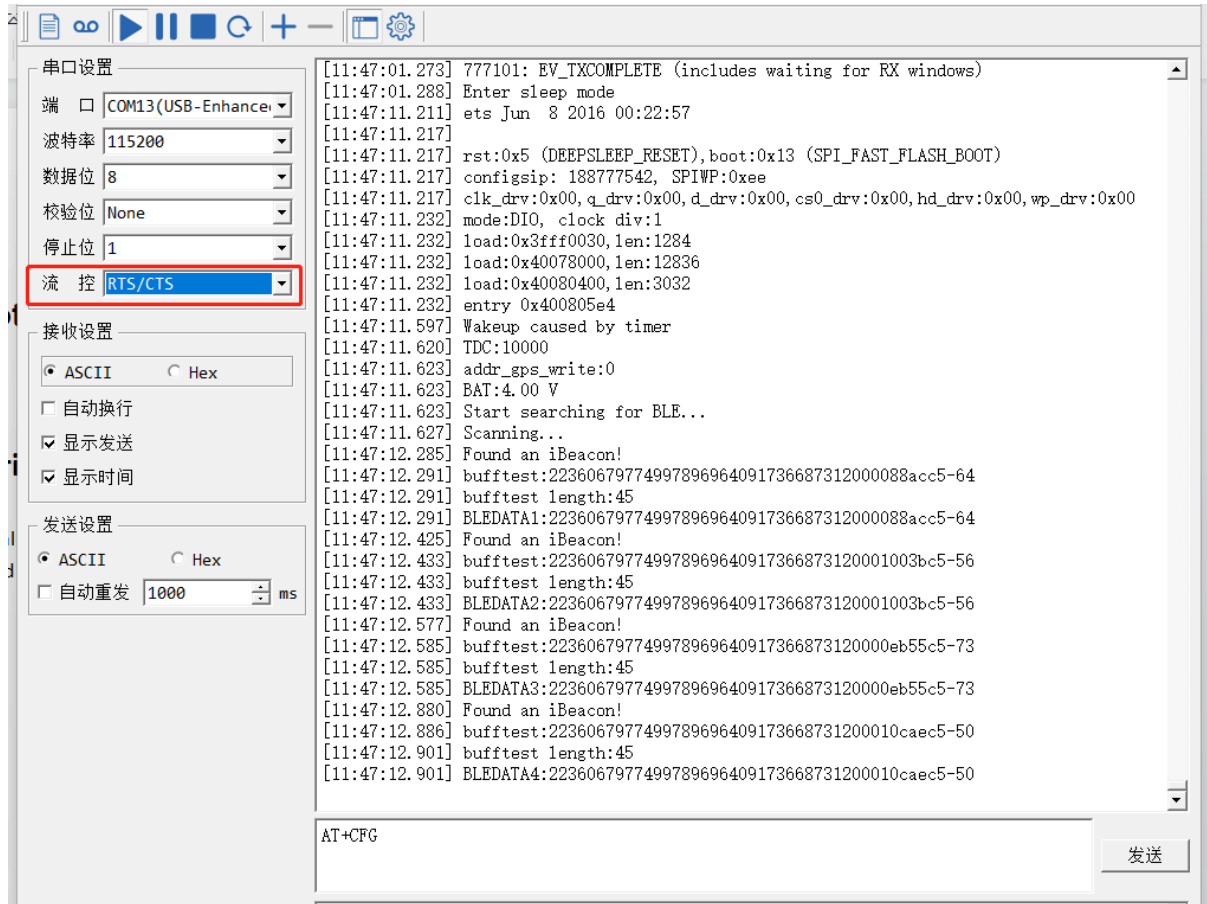 串口设置
端 口 COM13(USB-Enhance
波特率 115200
数据位 8
校验位 None
停止位 1
流 控 RTS/CTS
接收设置
ASCII Hex
自动换行
显示发送
显示时间
发送设置
ASCII Hex
自动重发 1000 ms
[11:47:01.273] 777101: EV_TXCOMPLETE (includes waiting for RX windows)
[11:47:01.288] Enter sleep mode
[11:47:11.211] ets Jun  8 2016 00:22:57
[11:47:11.217]
[11:47:11.217] rst:0x5 (DEEPSLEEP_RESET),boot:0x13 (SPI_FAST_FLASH_BOOT)
[11:47:11.217] configsip: 188777542, SPIWP:0xee
[11:47:11.217] clk_drv:0x00,q_drv:0x00,d_drv:0x00,cs0_drv:0x00,hd_drv:0x00,wp_drv:0x00
[11:47:11.232] mode:DIO, clock div:1
[11:47:11.232] load:0x3fff0030,len:1284
[11:47:11.232] load:0x40078000,len:12836
[11:47:11.232] load:0x40080400,len:3032
[11:47:11.232] entry 0x400805e4
[11:47:11.597] Wakeup caused by timer
[11:47:11.620] TDC:10000
[11:47:11.623] addr_gps_write:0
[11:47:11.623] BAT:4.00 V
[11:47:11.623] Start searching for BLE...
[11:47:11.627] Scanning...
[11:47:12.285] Found an iBeacon!
[11:47:12.291] bufftest:22360679774997896964091736687312000088acc5-64
[11:47:12.291] bufftest length:45
[11:47:12.291] BLEDATA1:22360679774997896964091736687312000088acc5-64
[11:47:12.425] Found an iBeacon!
[11:47:12.433] bufftest:223606797749978969640917366873120001003bc5-56
[11:47:12.433] bufftest length:45
[11:47:12.433] BLEDATA2:223606797749978969640917366873120001003bc5-56
[11:47:12.577] Found an iBeacon!
[11:47:12.585] bufftest:223606797749978969640917366873120000eb55c5-73
[11:47:12.585] bufftest length:45
[11:47:12.585] BLEDATA3:223606797749978969640917366873120000eb55c5-73
[11:47:12.880] Found an iBeacon!
[11:47:12.886] bufftest:223606797749978969640917366873120​0010caec5-50
[11:47:12.901] bufftest length:45
[11:47:12.901] BLEDATA4:2236067977499789696409173668731200010caec5-50
AT+CFG
发送